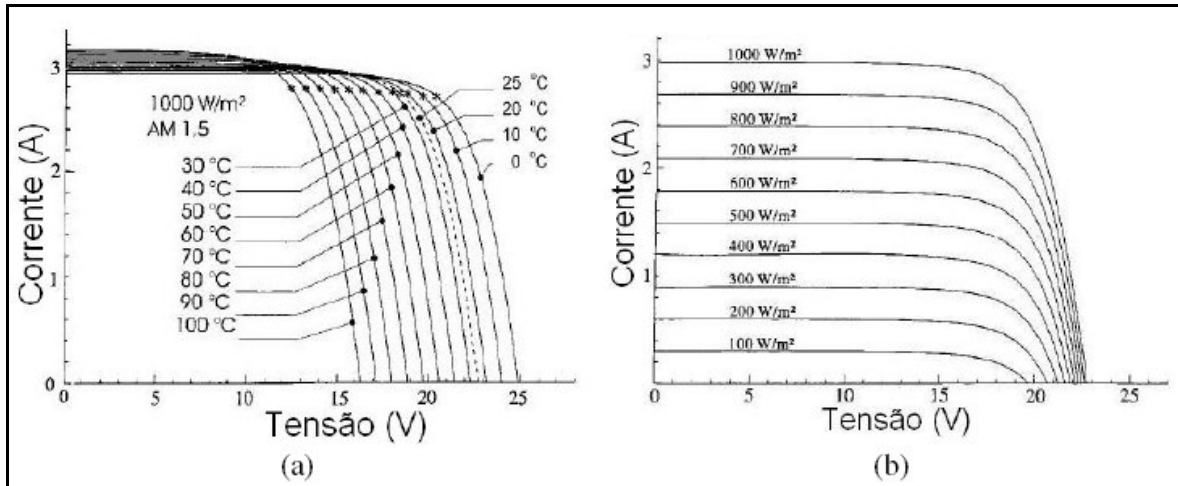 Corrente (A)
3
2
1
0
1000 W/m²
AM 1,5
25 °C
20 °C
10 °C
0 °C
30 °C
40 °C
50 °C
60 °C
70 °C
80 °C
90 °C
100 °C
0 5 10 15 20 25
Tensão (V)
(a)
Corrente (A)
3
2
1
1000 W/m²
900 W/m²
800 W/m²
700 W/m²
600 W/m²
500 W/m²
400 W/m²
300 W/m²
200 W/m²
100 W/m²
0 5 10 15 20 25
Tensão (V)
(b)